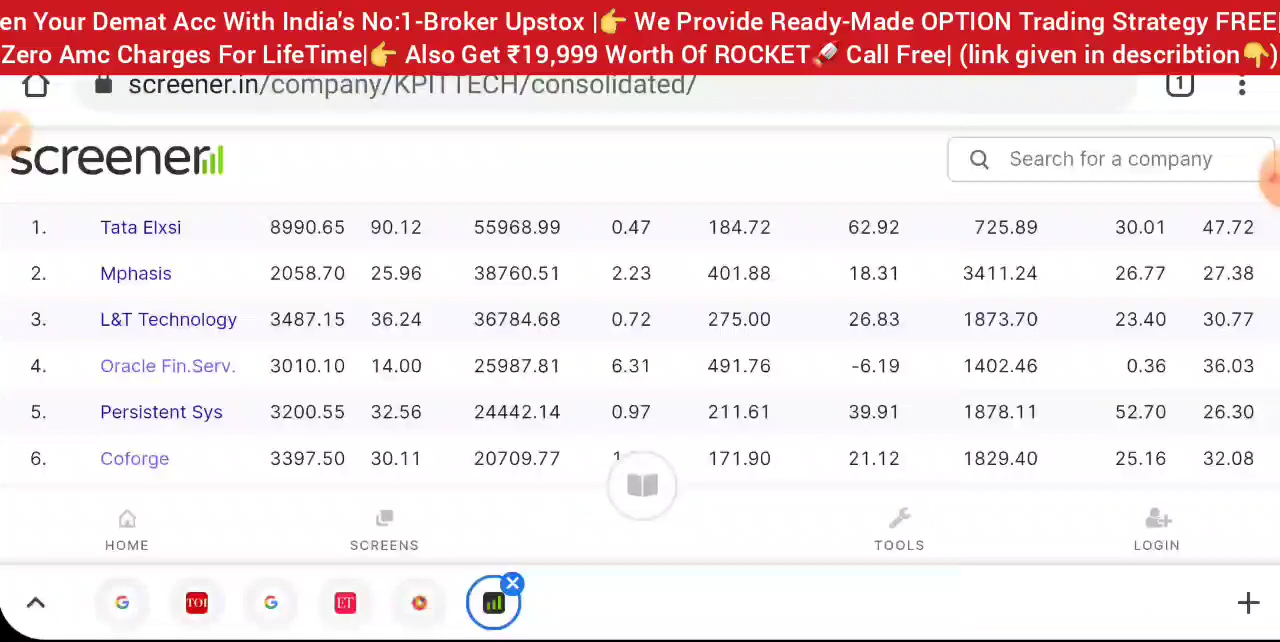 en Your Demat Acc With India's No:1-Broker Upstox |👉 We Provide Ready-Made OPTION Trading Strategy FREE
Zero Amc Charges For LifeTime|👉 Also Get ₹19,999 Worth Of ROCKET🚀 Call Free| (link given in describtion👇)
screener.in/company/KPITTECH/consolidated/ 1
screener Search for a company
1. Tata Elxsi 8990.65 90.12 55968.99 0.47 184.72 62.92 725.89 30.01 47.72
2. Mphasis 2058.70 25.96 38760.51 2.23 401.88 18.31 3411.24 26.77 27.38
3. L&T Technology 3487.15 36.24 36784.68 0.72 275.00 26.83 1873.70 23.40 30.77
4. Oracle Fin.Serv. 3010.10 14.00 25987.81 6.31 491.76 -6.19 1402.46 0.36 36.03
5. Persistent Sys 3200.55 32.56 24442.14 0.97 211.61 39.91 1878.11 52.70 26.30
6. Coforge 3397.50 30.11 20709.77 171.90 21.12 1829.40 25.16 32.08
HOME SCREENS TOOLS LOGIN
TOI ET